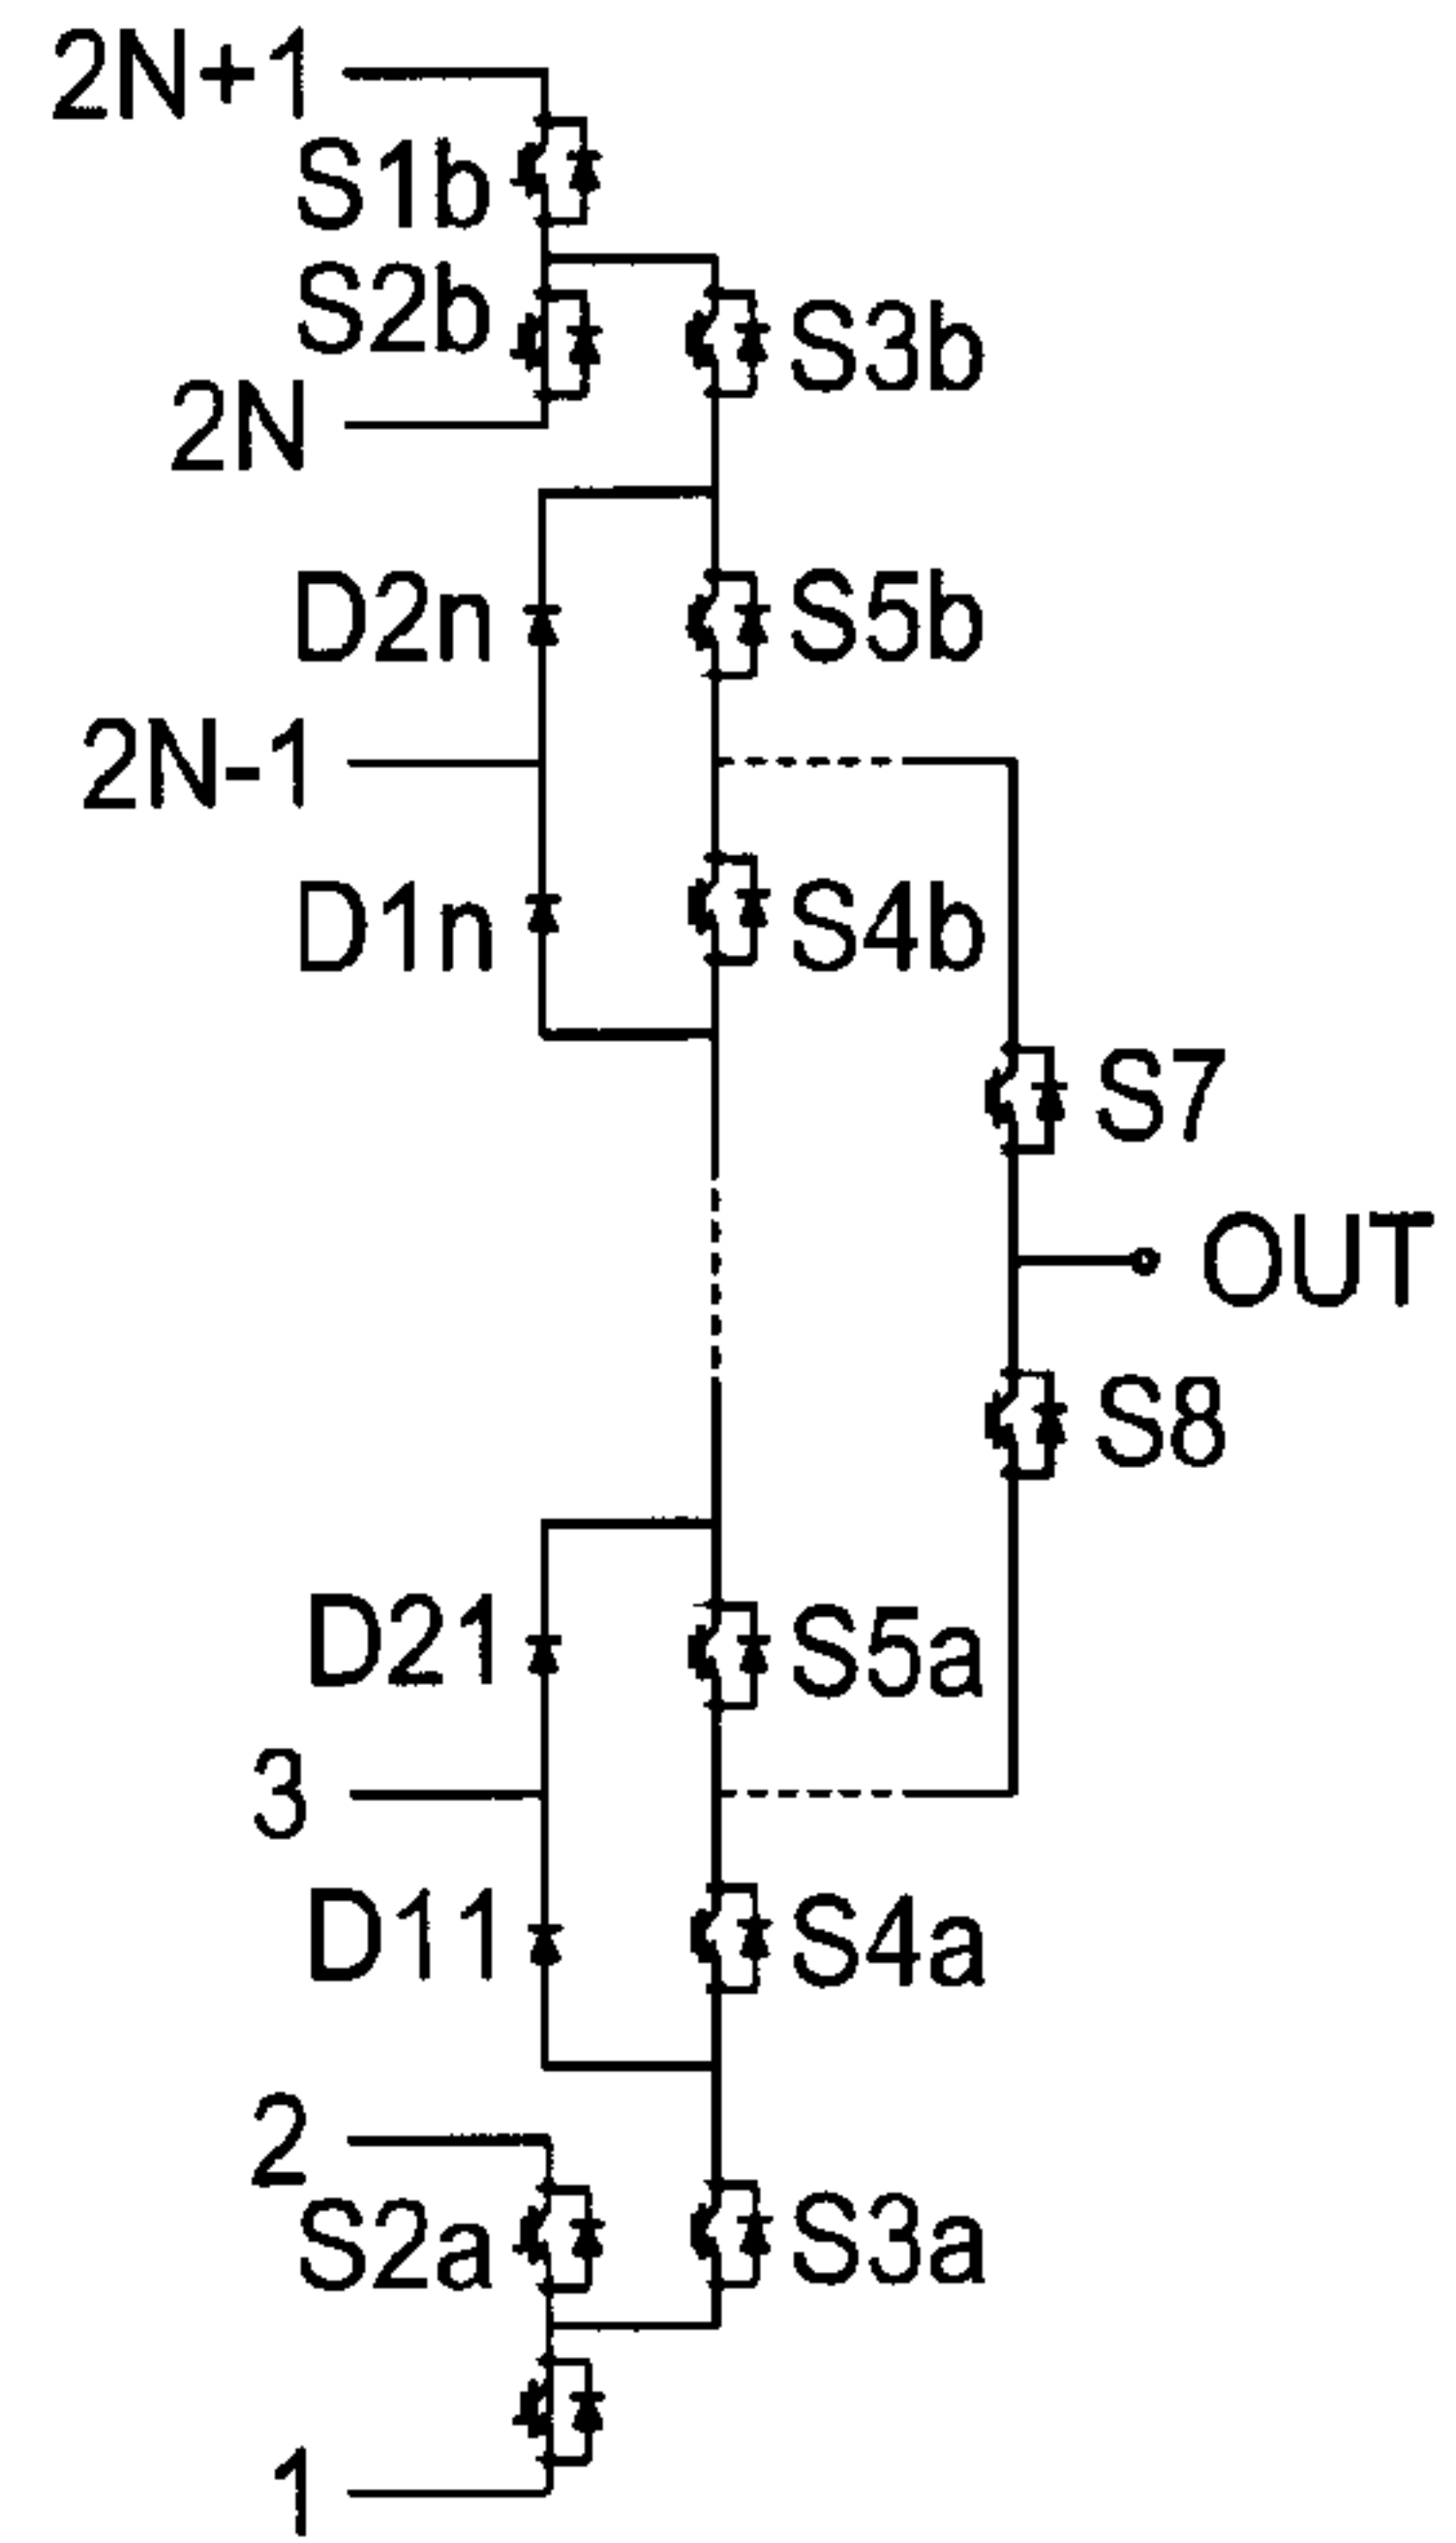 2N+1
S1b
S2b
S3b
2N
D2n
S5b
2N-1
D1n
S4b
S7
OUT
S8
D21
S5a
3
D11
S4a
2
S2a
S3a
1